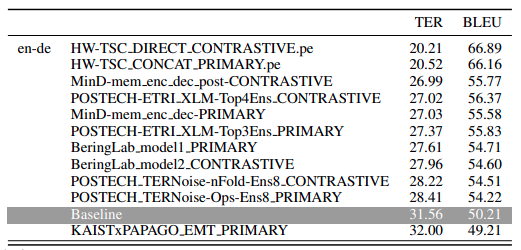 TER BLEU
en-de HW-TSC_DIRECT_CONTRASTIVE.pe 20.21 66.89
HW-TSC_CONCAT_PRIMARY.pe 20.52 66.16
MinD-mem_enc_dec_post-CONTRASTIVE 26.99 55.77
POSTECH-ETRI_XLM-Top4Ens_CONTRASTIVE 27.02 56.37
MinD-mem_enc_dec-PRIMARY 27.03 55.58
POSTECH-ETRI_XLM-Top3Ens_PRIMARY 27.37 55.83
BeringLab_model1_PRIMARY 27.61 54.71
BeringLab_model2_CONTRASTIVE 27.96 54.60
POSTECH_TERNoise-nFold-Ens8_CONTRASTIVE 28.22 54.51
POSTECH_TERNoise-Ops-Ens8_PRIMARY 28.41 54.22
Baseline 31.56 50.21
KAISTxPAPAGO_EMT_PRIMARY 32.00 49.21